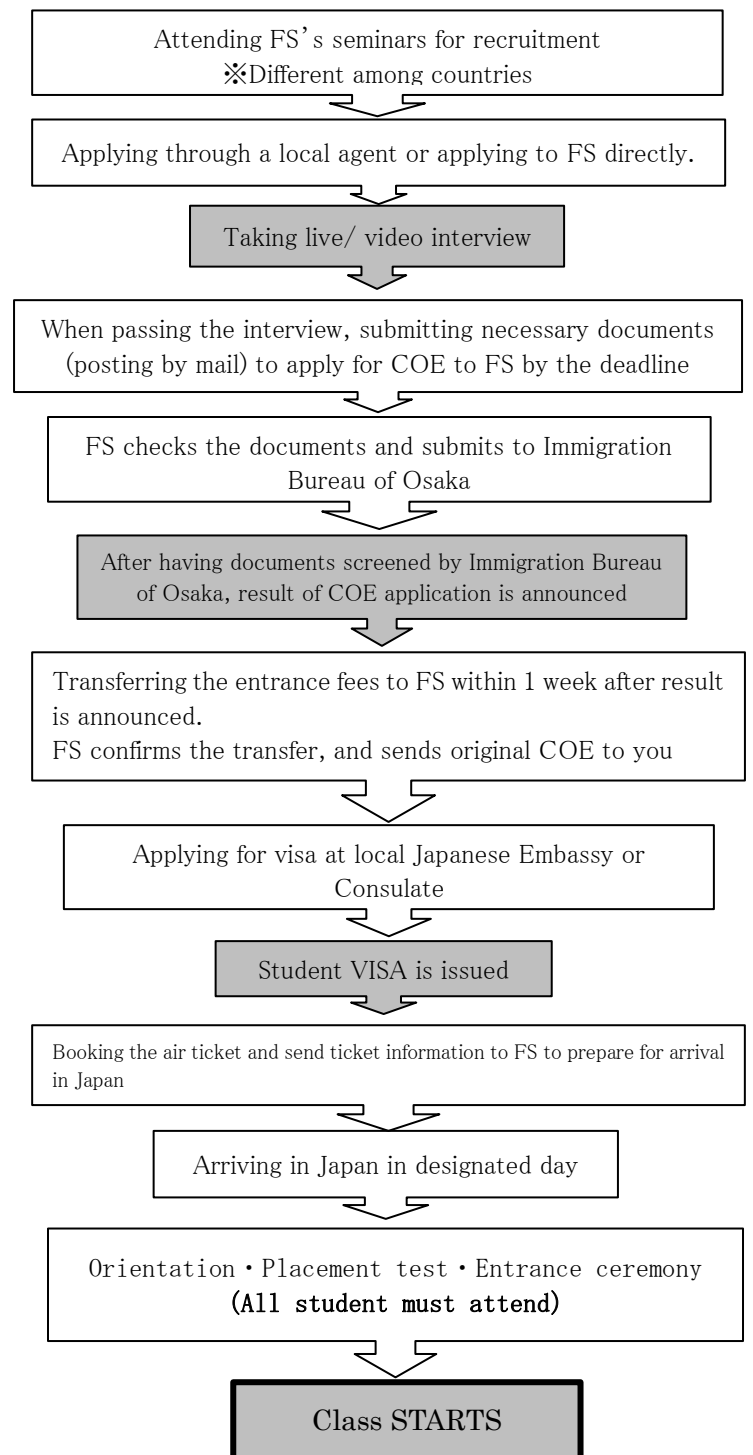 Attending FS’s seminars for recruitment
※Different among countries
Applying through a local agent or applying to FS directly.
Taking live/ video interview
When passing the interview, submitting necessary documents
(posting by mail) to apply for COE to FS by the deadline
FS checks the documents and submits to Immigration
Bureau of Osaka
After having documents screened by Immigration Bureau
of Osaka, result of COE application is announced
Transferring the entrance fees to FS within 1 week after result
is announced.
FS confirms the transfer, and sends original COE to you
Applying for visa at local Japanese Embassy or
Consulate
Student VISA is issued
Booking the air ticket and send ticket information to FS to prepare for arrival
in Japan
Arriving in Japan in designated day
Orientation・Placement test・Entrance ceremony
(All student must attend)
Class STARTS